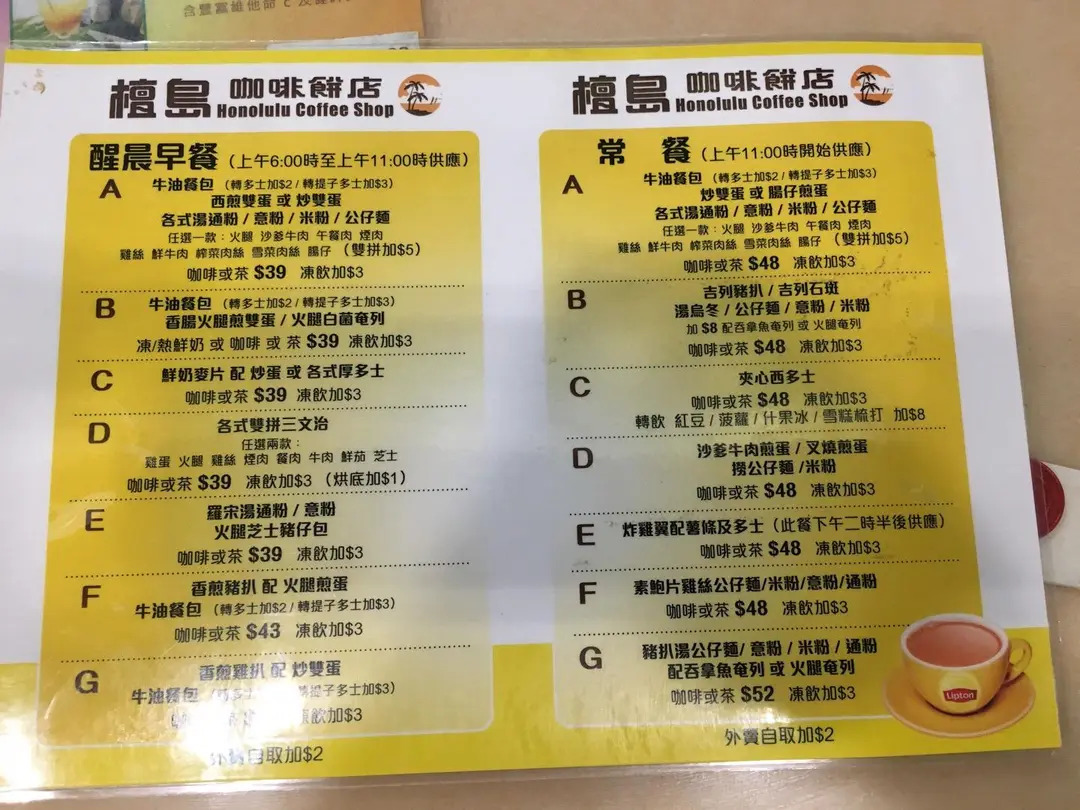 含豐富維他命 c
檀島 咖啡餅店
Honolulu Coffee Shop
醒晨早餐 (上午6:00時至上午11:00時供應)
A 牛油餐包 (轉多士加$2 / 轉提子多士加$3)
西煎雙蛋 或 炒雙蛋
各式湯通粉 / 意粉 / 米粉 / 公仔麵
任選一款：火腿 沙爹牛肉 午餐肉 煙肉
雞絲 鮮牛肉 榨菜肉絲 雪菜肉絲 腸仔 (雙拼加$5)
咖啡或茶 $39 凍飲加$3
B 牛油餐包 (轉多士加$2 / 轉提子多士加$3)
香腸火腿煎雙蛋 / 火腿白菌奄列
凍/熱鮮奶 或 咖啡 或 茶 $39 凍飲加$3
C 鮮奶麥片 配 炒蛋 或 各式厚多士
咖啡或茶 $39 凍飲加$3
D 各式雙拼三文治
任選兩款：
雞蛋 火腿 雞絲 煙肉 餐肉 牛肉 鮮茄 芝士
咖啡或茶 $39 凍飲加$3 (烘底加$1)
E 羅宋湯通粉 / 意粉
火腿芝士豬仔包
咖啡或茶 $39 凍飲加$3
F 香煎豬扒 配 火腿煎蛋
牛油餐包 (轉多士加$2 / 轉提子多士加$3)
咖啡或茶 $43 凍飲加$3
G 香煎雞扒 配 炒雙蛋
牛油餐包 轉提子多士加$3)
凍飲加$3
外賣自取加$2
檀島 咖啡餅店
Honolulu Coffee Shop
常 餐 (上午11:00時開始供應)
A 牛油餐包 (轉多士加$2 / 轉提子多士加$3)
炒雙蛋 或 腸仔煎蛋
各式湯通粉 / 意粉 / 米粉 / 公仔麵
任選一款：火腿 沙爹牛肉 午餐肉 煙肉
雞絲 鮮牛肉 榨菜肉絲 雪菜肉絲 腸仔 (雙拼加$5)
咖啡或茶 $48 凍飲加$3
B 吉列豬扒 / 吉列石斑
湯烏冬 / 公仔麵 / 意粉 / 米粉
加 $8 配吞拿魚奄列 或 火腿奄列
咖啡或茶 $48 凍飲加$3
C 夾心西多士
咖啡或茶 $48 凍飲加$3
轉飲 紅豆 / 菠蘿 / 什果冰 / 雪糕梳打 加$8
D 沙爹牛肉煎蛋 / 叉燒煎蛋
撈公仔麵 /米粉
咖啡或茶 $48 凍飲加$3
E 炸雞翼配薯條及多士 (此餐下午二時半後供應)
咖啡或茶 $48 凍飲加$3
F 素鮑片雞絲公仔麵/米粉/意粉/通粉
咖啡或茶 $48 凍飲加$3
G 豬扒湯公仔麵/ 意粉 / 米粉 / 通粉
配吞拿魚奄列 或 火腿奄列
咖啡或茶 $52 凍飲加$3
Lipton
外賣自取加$2